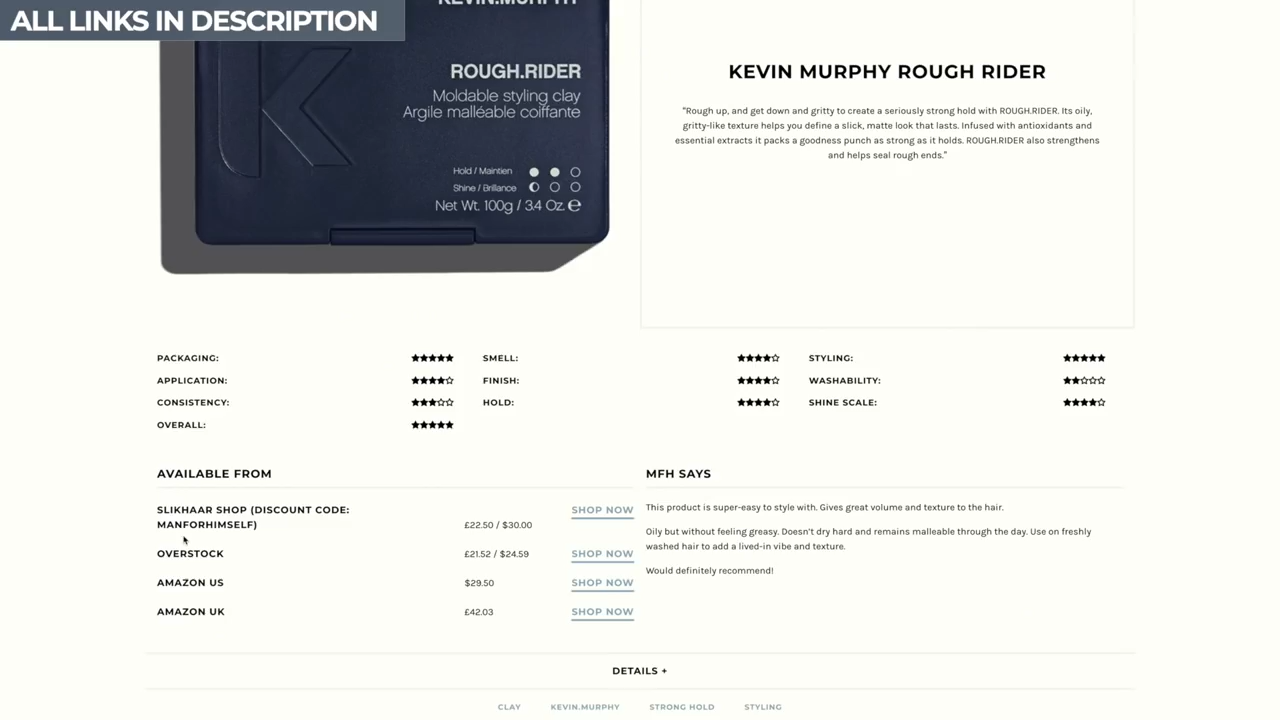 ALL LINKS IN DESCRIPTION
KEVIN.MURPHY
ROUGH.RIDER
Moldable styling clay
Argile malléable coiffante
Hold / Maintien
Shine / Brillance
Net Wt. 100g / 3.4 Oz. ℮
KEVIN MURPHY ROUGH RIDER
"Rough up, and get down and gritty to create a seriously strong hold with ROUGH.RIDER. Its oily,
gritty-like texture helps you define a slick, matte look that lasts. Infused with antioxidants and
essential extracts it packs a goodness punch as strong as it holds. ROUGH.RIDER also strengthens
and helps seal rough ends."
PACKAGING: ★★★★★ SMELL: ★★★★☆ STYLING: ★★★★★
APPLICATION: ★★★★☆ FINISH: ★★★★☆ WASHABILITY: ★★☆☆☆
CONSISTENCY: ★★★☆☆ HOLD: ★★★★☆ SHINE SCALE: ★★★★☆
OVERALL: ★★★★★
AVAILABLE FROM
SLIKHAAR SHOP (DISCOUNT CODE:
MANFORHIMSELF) £22.50 / $30.00 SHOP NOW
OVERSTOCK £21.52 / $24.59 SHOP NOW
AMAZON US $29.50 SHOP NOW
AMAZON UK £42.03 SHOP NOW
MFH SAYS
This product is super-easy to style with. Gives great volume and texture to the hair.
Oily but without feeling greasy. Doesn't dry hard and remains malleable through the day. Use on freshly
washed hair to add a lived-in vibe and texture.
Would definitely recommend!
DETAILS +
CLAY KEVIN.MURPHY STRONG HOLD STYLING